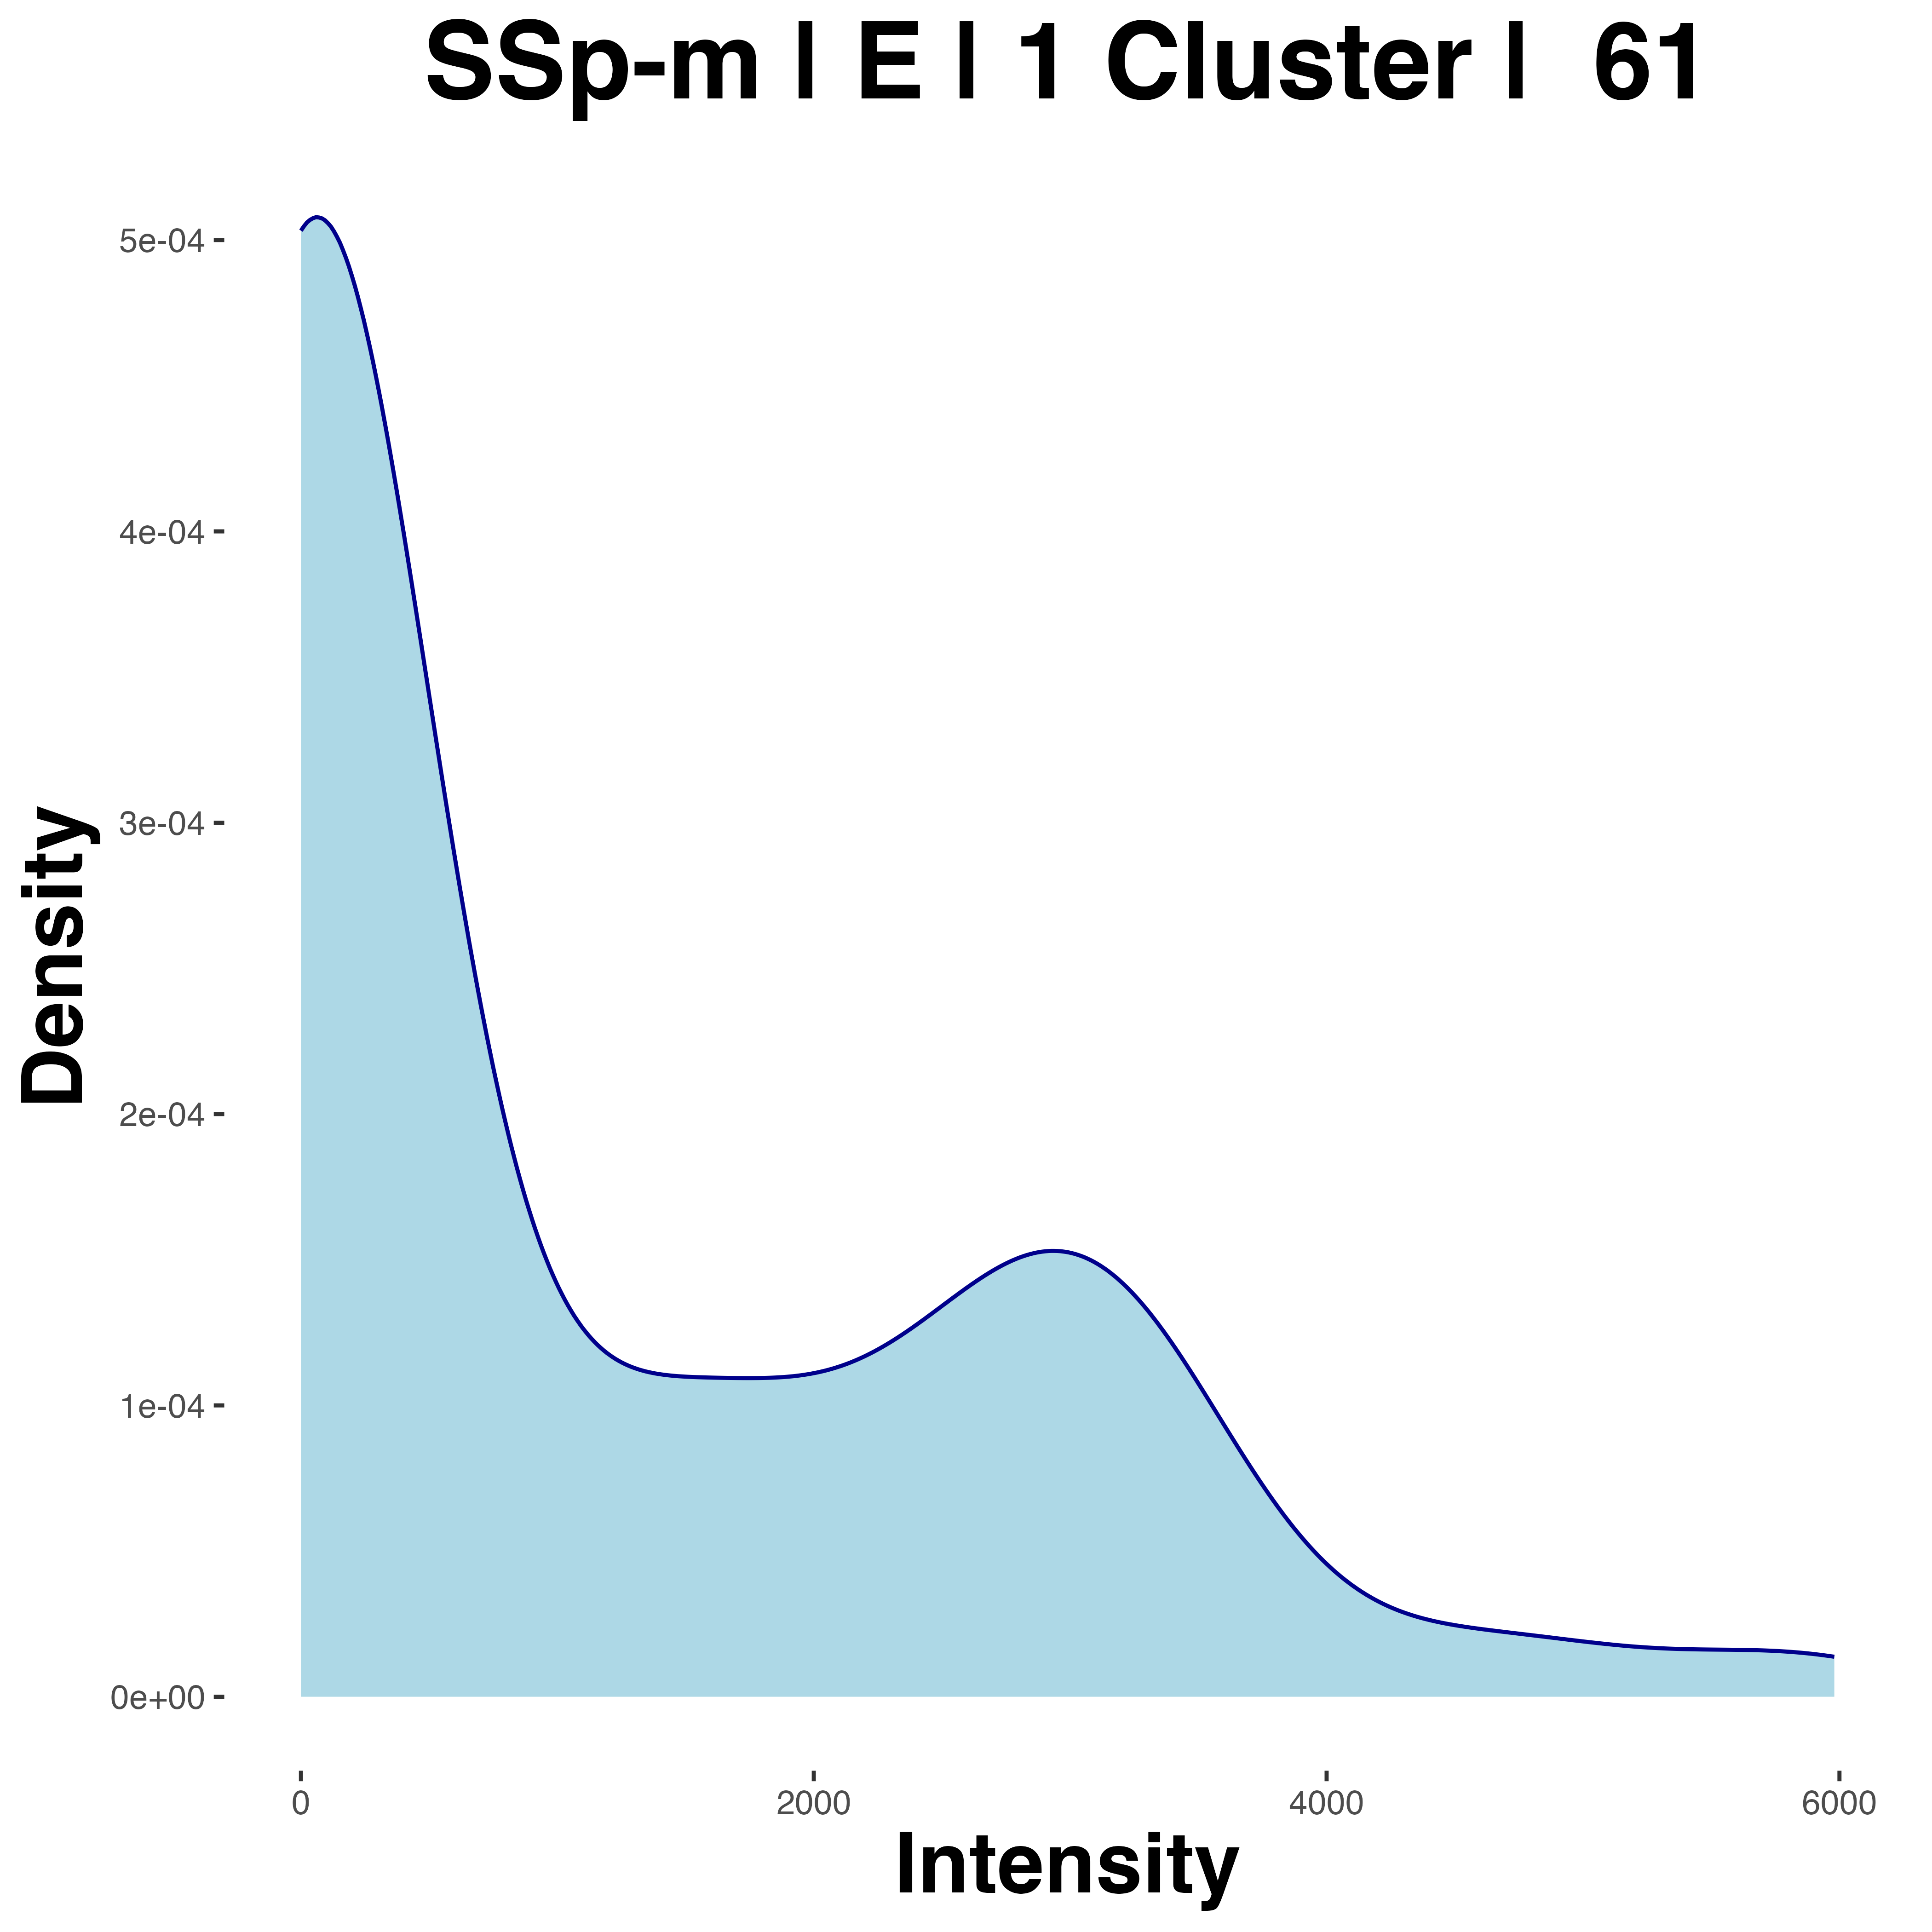 SSp-m | E | 1 Cluster |  61
Density
5e-04
4e-04
3e-04
2e-04
1e-04
0e+00
0 2000 4000 6000
Intensity